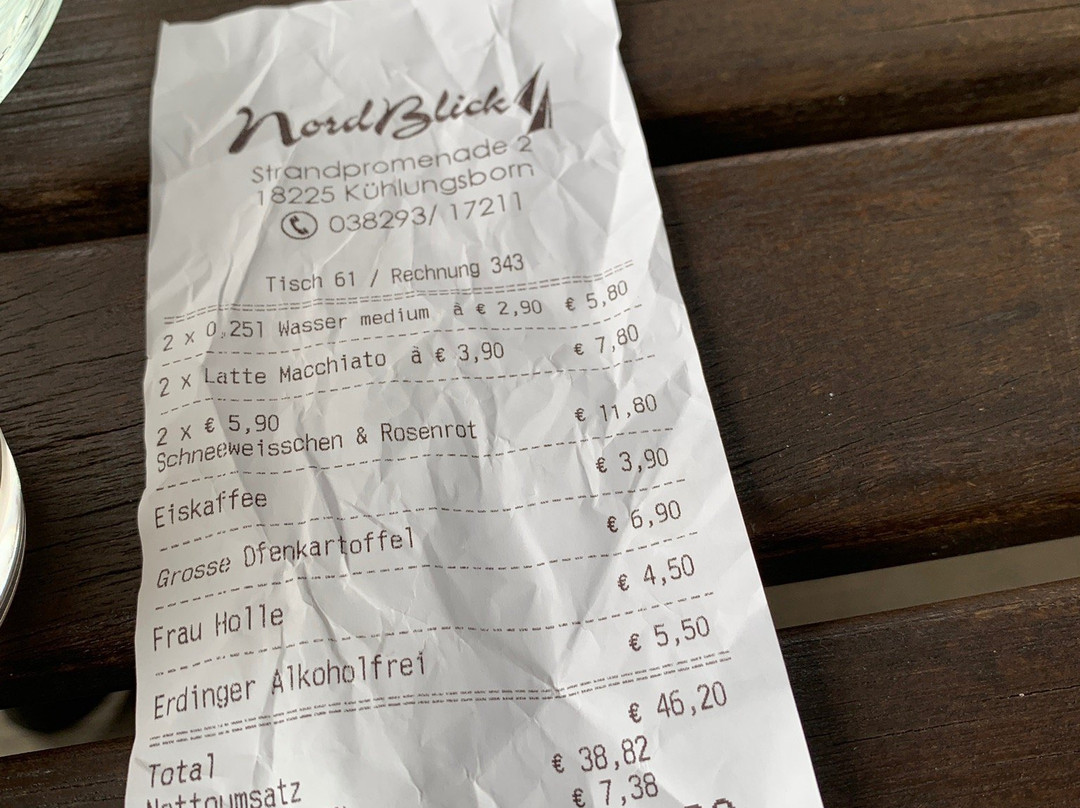 NordBlick
Strandpromenade 2
18225 Kühlungsborn
038293/ 17211
Tisch 61 / Rechnung 343
2 x 0,25l Wasser medium à € 2,90 € 5,80
2 x Latte Macchiato à € 3,90 € 7,80
2 x € 5,90
Schneeweisschen & Rosenrot € 11,80
Eiskaffee € 3,90
Grosse Ofenkartoffel € 6,90
Frau Holle € 4,50
Erdinger Alkoholfrei € 5,50
Total € 46,20
Nettoumsatz € 38,82
€ 7,38